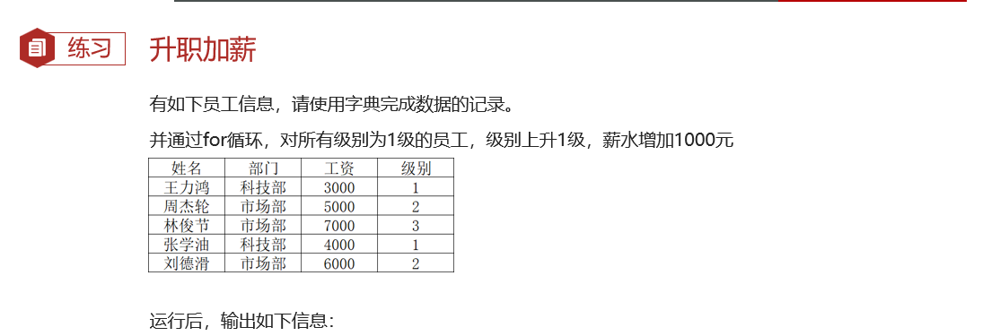 练习
升职加薪
有如下员工信息，请使用字典完成数据的记录。
并通过for循环，对所有级别为1级的员工，级别上升1级，薪水增加1000元
姓名 部门 工资 级别
王力鸿 科技部 3000 1
周杰轮 市场部 5000 2
林俊节 市场部 7000 3
张学油 科技部 4000 1
刘德滑 市场部 6000 2
运行后，输出如下信息：